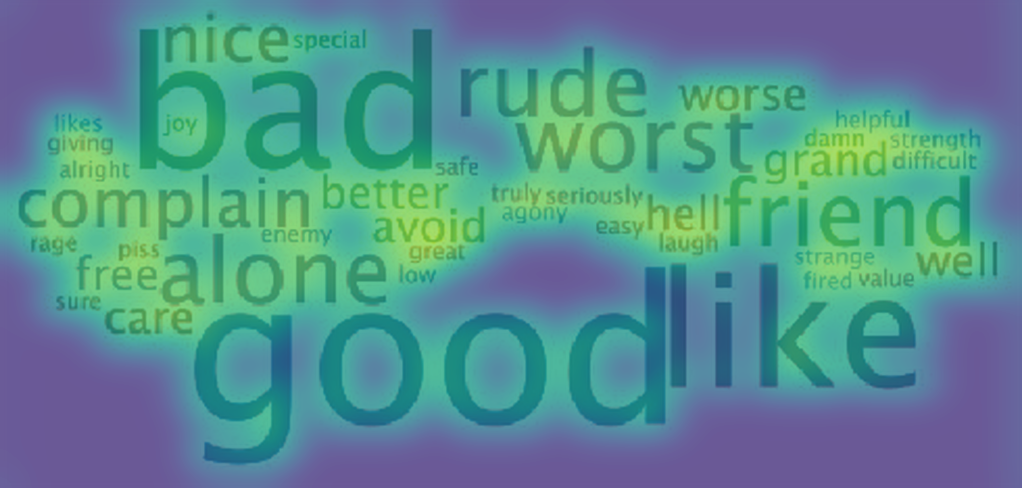 nice special
bad rude worse
likes joy worst helpful
giving damn strength
alright safe grand difficult
complain better truly seriously hell friend
avoid agony easy
rage piss enemy great laugh strange well
free alone low fired value
sure care
good like